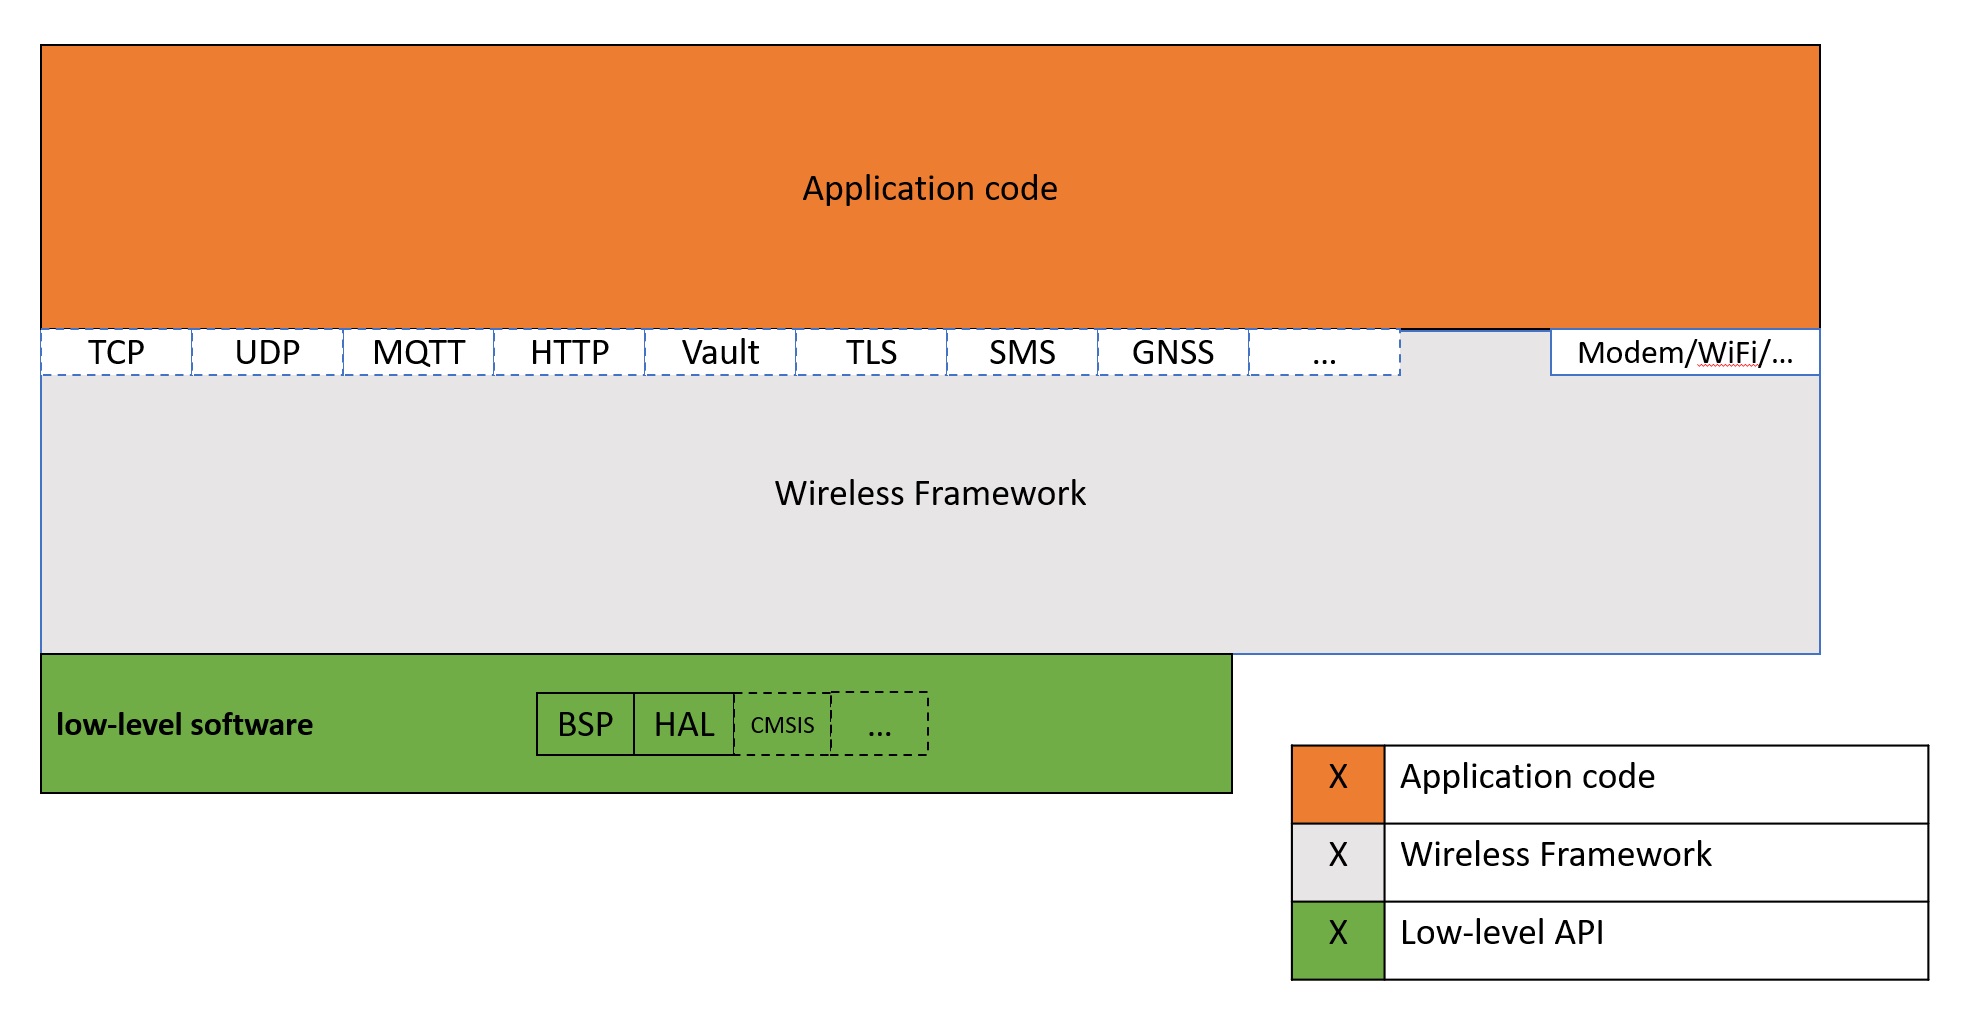 Application code
TCP UDP MQTT HTTP Vault TLS SMS GNSS ... Modem/WiFi/...
Wireless Framework
low-level software BSP HAL CMSIS ...
X Application code
X Wireless Framework
X Low-level API